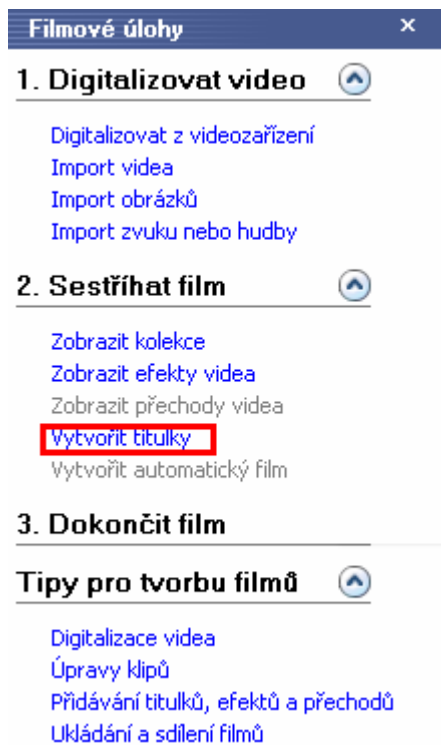 Filmové úlohy
1. Digitalizovat video
Digitalizovat z videozařízení
Import videa
Import obrázků
Import zvuku nebo hudby
2. Sestříhat film
Zobrazit kolekce
Zobrazit efekty videa
Zobrazit přechody videa
Vytvořit titulky
Vytvořit automatický film
3. Dokončit film
Tipy pro tvorbu filmů
Digitalizace videa
Úpravy klipů
Přidávání titulků, efektů a přechodů
Ukládání a sdílení filmů